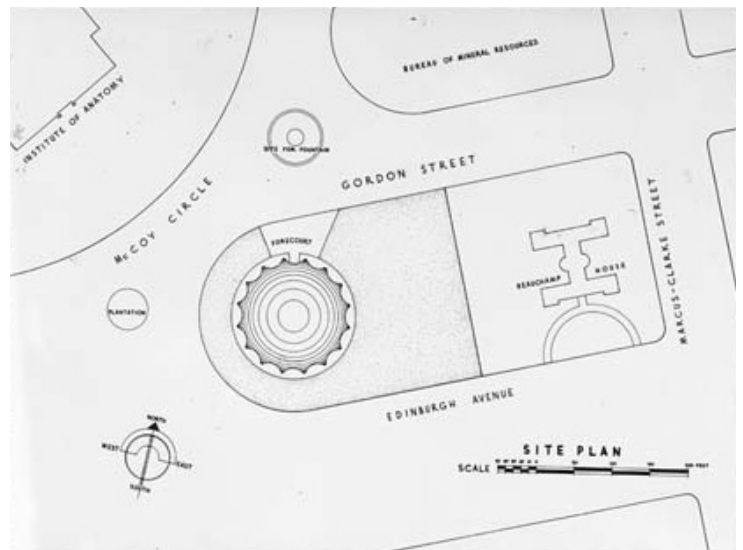 BUREAU OF MINERAL RESOURCES
INSTITUTE OF ANATOMY
SITE FOR FOUNTAIN
GORDON STREET
McCOY CIRCLE
FORECOURT
MARCUS-CLARKE STREET
BEAUCHAMP HOUSE
PLANTATION
EDINBURGH AVENUE
NORTH
WEST
EAST
SOUTH
SITE PLAN
SCALE
FEET